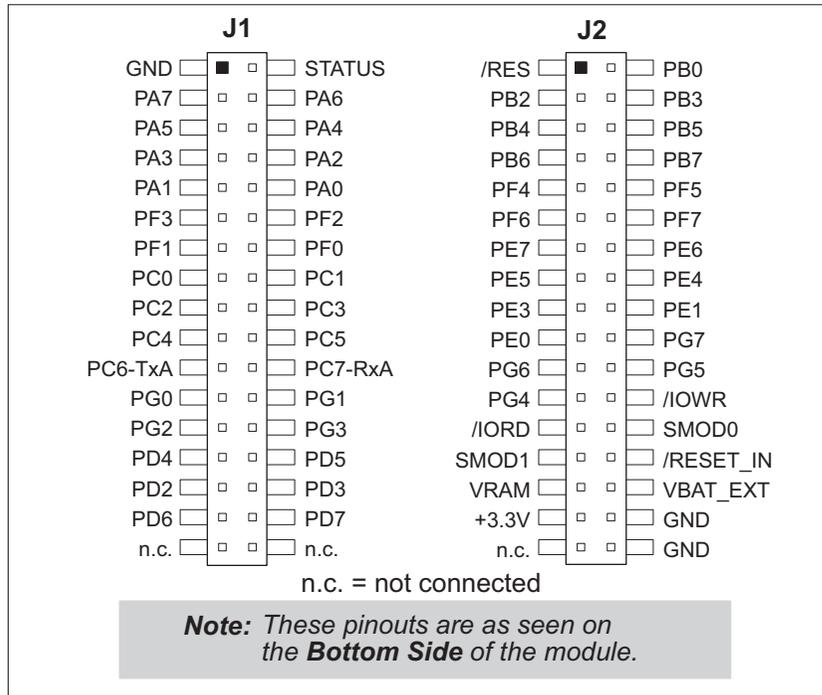 J1 J2
GND STATUS /RES PB0
PA7 PA6 PB2 PB3
PA5 PA4 PB4 PB5
PA3 PA2 PB6 PB7
PA1 PA0 PF4 PF5
PF3 PF2 PF6 PF7
PF1 PF0 PE7 PE6
PC0 PC1 PE5 PE4
PC2 PC3 PE3 PE1
PC4 PC5 PE0 PG7
PC6-TxA PC7-RxA PG6 PG5
PG0 PG1 PG4 /IOWR
PG2 PG3 /IORD SMOD0
PD4 PD5 SMOD1 /RESET_IN
PD2 PD3 VRAM VBAT_EXT
PD6 PD7 +3.3V GND
n.c. n.c. n.c. GND
n.c. = not connected
Note: These pinouts are as seen on
the Bottom Side of the module.